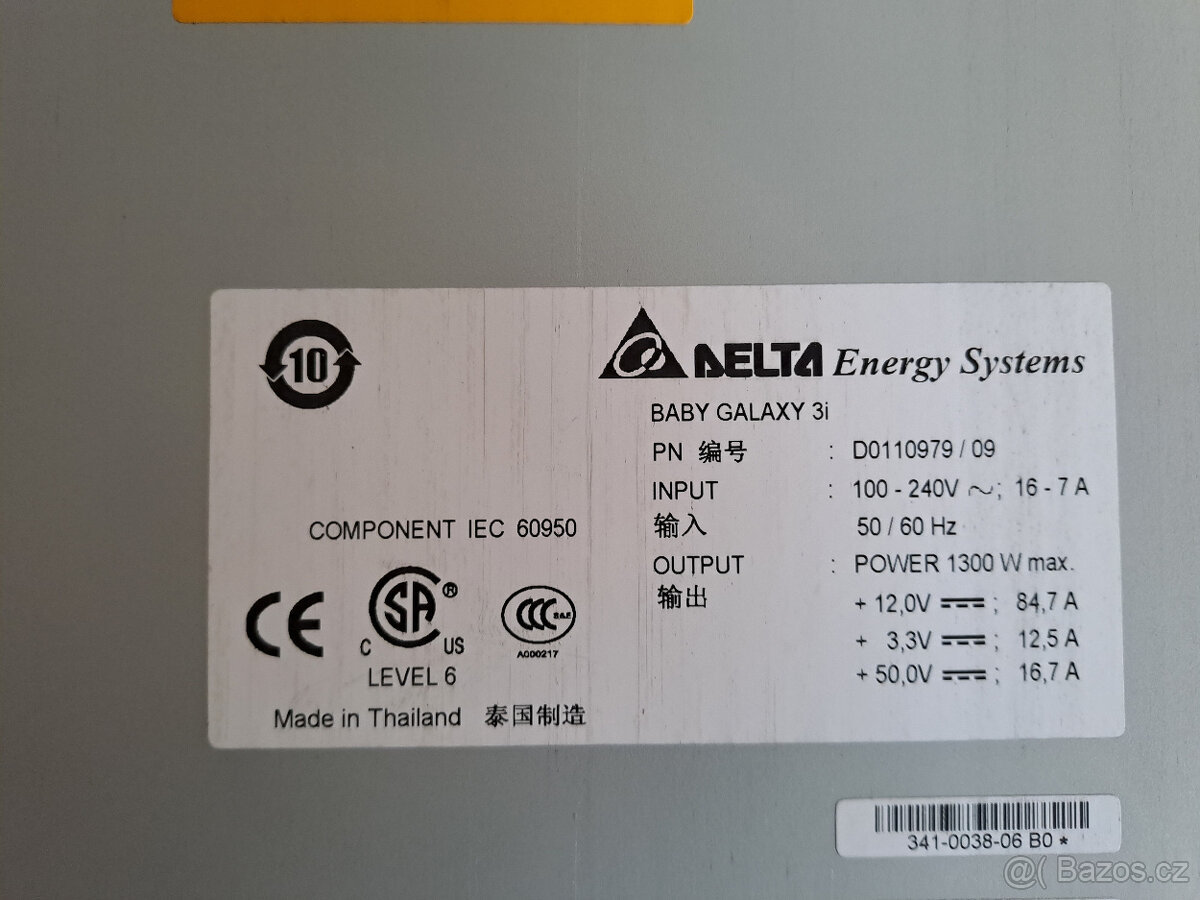 10
DELTA Energy Systems
BABY GALAXY 3i
PN 编号 : D0110979 / 09
INPUT : 100 - 240V ~; 16 - 7 A
输入 50 / 60 Hz
OUTPUT : POWER 1300 W max.
输出
+ 12,0V ⎓ ; 84,7 A
+ 3,3V ⎓ ; 12,5 A
+ 50,0V ⎓ ; 16,7 A
COMPONENT IEC 60950
CE
C SA ® US
LEVEL 6
CCC S&E
A000217
Made in Thailand 泰国制造
341-0038-06 B0 *
@( Bazos.cz